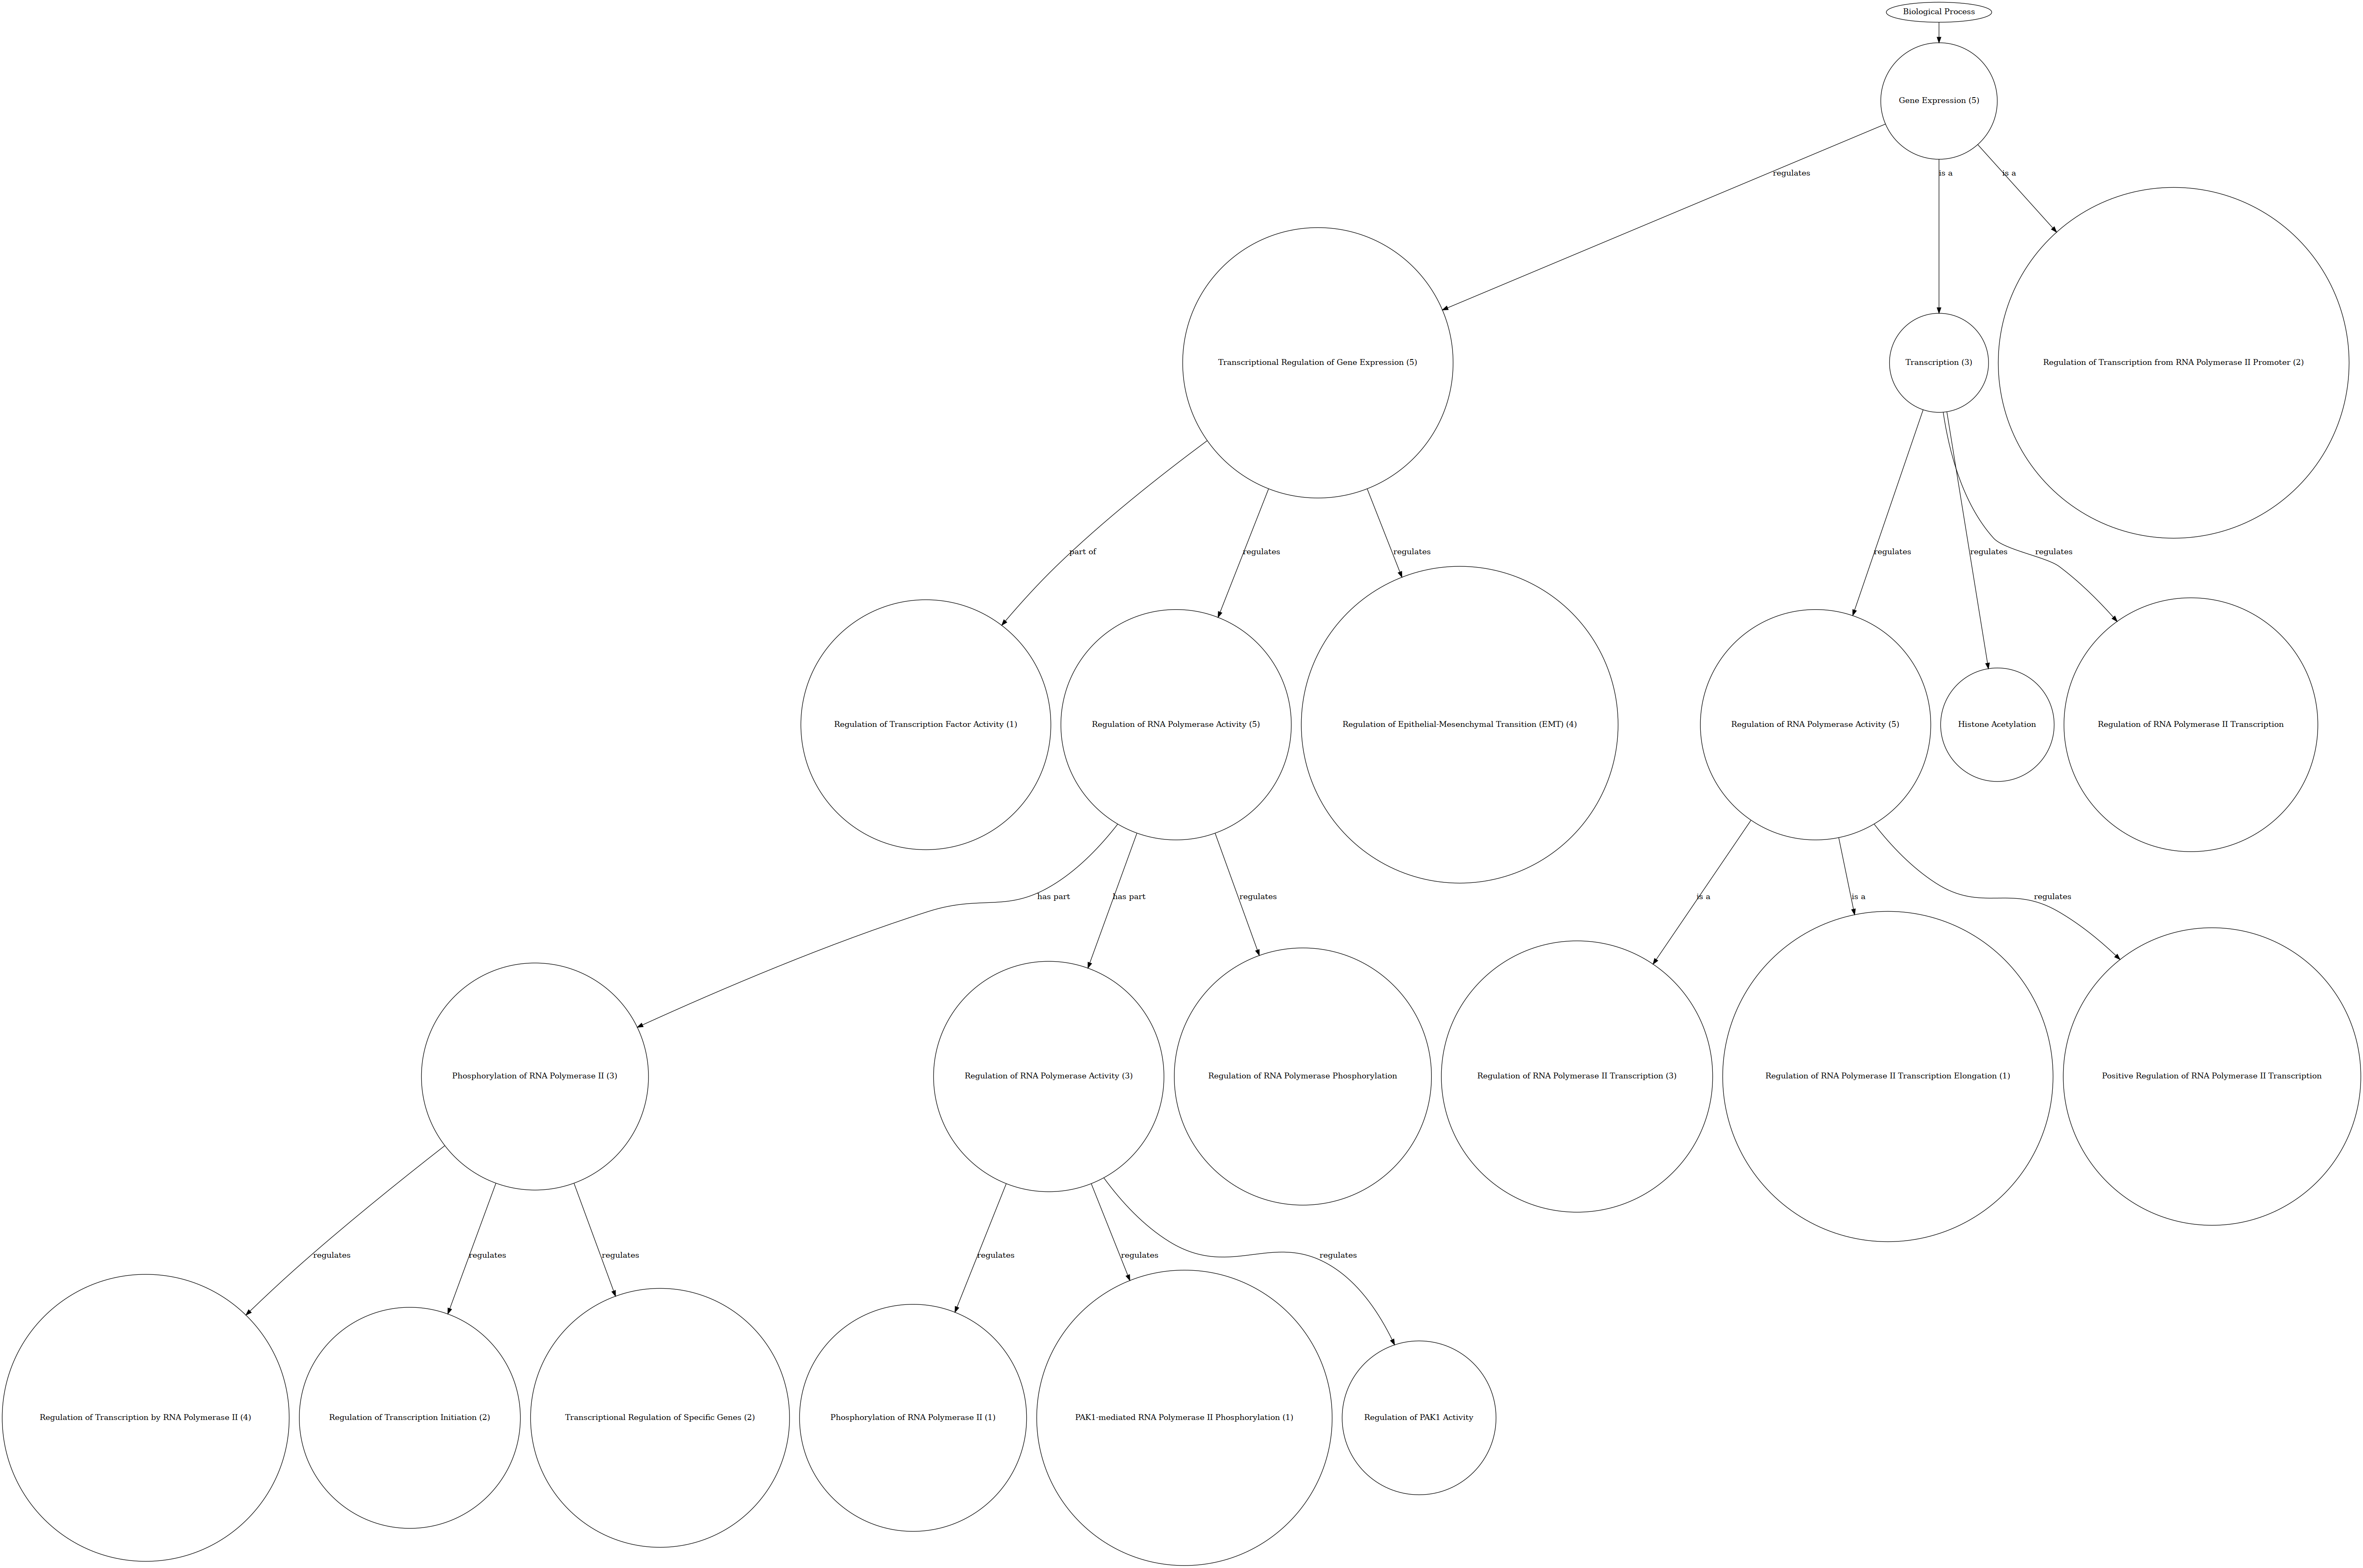 Biological Process
Gene Expression (5)
regulates
is a
is a
Transcriptional Regulation of Gene Expression (5)
Transcription (3)
Regulation of Transcription from RNA Polymerase II Promoter (2)
part of
regulates
regulates
regulates
regulates
regulates
Regulation of Transcription Factor Activity (1)
Regulation of RNA Polymerase Activity (5)
Regulation of Epithelial-Mesenchymal Transition (EMT) (4)
Regulation of RNA Polymerase Activity (5)
Histone Acetylation
Regulation of RNA Polymerase II Transcription
has part
has part
regulates
is a
is a
regulates
Phosphorylation of RNA Polymerase II (3)
Regulation of RNA Polymerase Activity (3)
Regulation of RNA Polymerase Phosphorylation
Regulation of RNA Polymerase II Transcription (3)
Regulation of RNA Polymerase II Transcription Elongation (1)
Positive Regulation of RNA Polymerase II Transcription
regulates
regulates
regulates
regulates
regulates
regulates
Regulation of Transcription by RNA Polymerase II (4)
Regulation of Transcription Initiation (2)
Transcriptional Regulation of Specific Genes (2)
Phosphorylation of RNA Polymerase II (1)
PAK1-mediated RNA Polymerase II Phosphorylation (1)
Regulation of PAK1 Activity